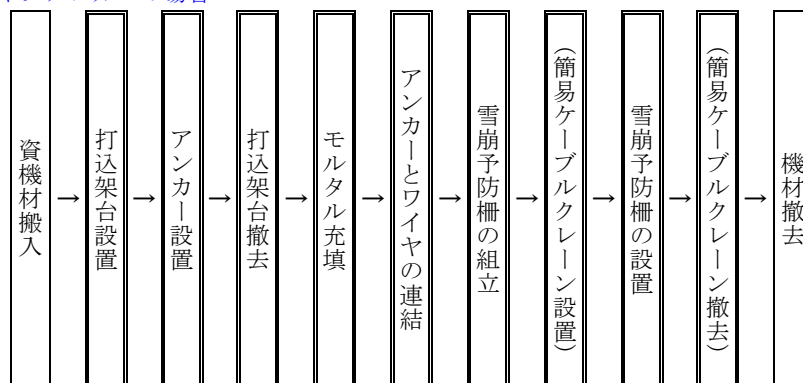 資機材搬入
→
打込架台設置
→
アンカー設置
→
打込架台撤去
→
モルタル充填
→
アンカーとワイヤの連結
→
雪崩予防柵の組立
→
(簡易ケーブルクレーン設置)
→
雪崩予防柵の設置
→
(簡易ケーブルクレーン撤去)
→
機材撤去